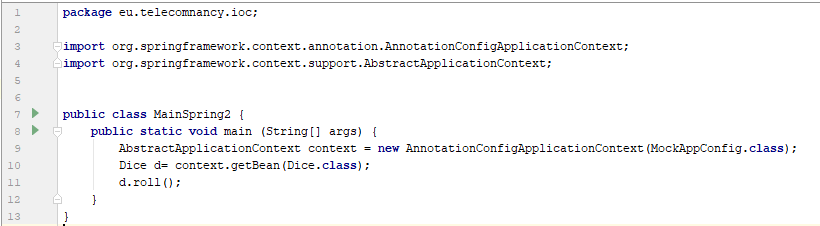 1 package eu.telecomnancy.ioc;
2
3 import org.springframework.context.annotation.AnnotationConfigApplicationContext;
4 import org.springframework.context.support.AbstractApplicationContext;
5
6
7 public class MainSpring2 {
8     public static void main (String[] args) {
9         AbstractApplicationContext context = new AnnotationConfigApplicationContext(MockAppConfig.class);
10         Dice d= context.getBean(Dice.class);
11         d.roll();
12     }
13 }